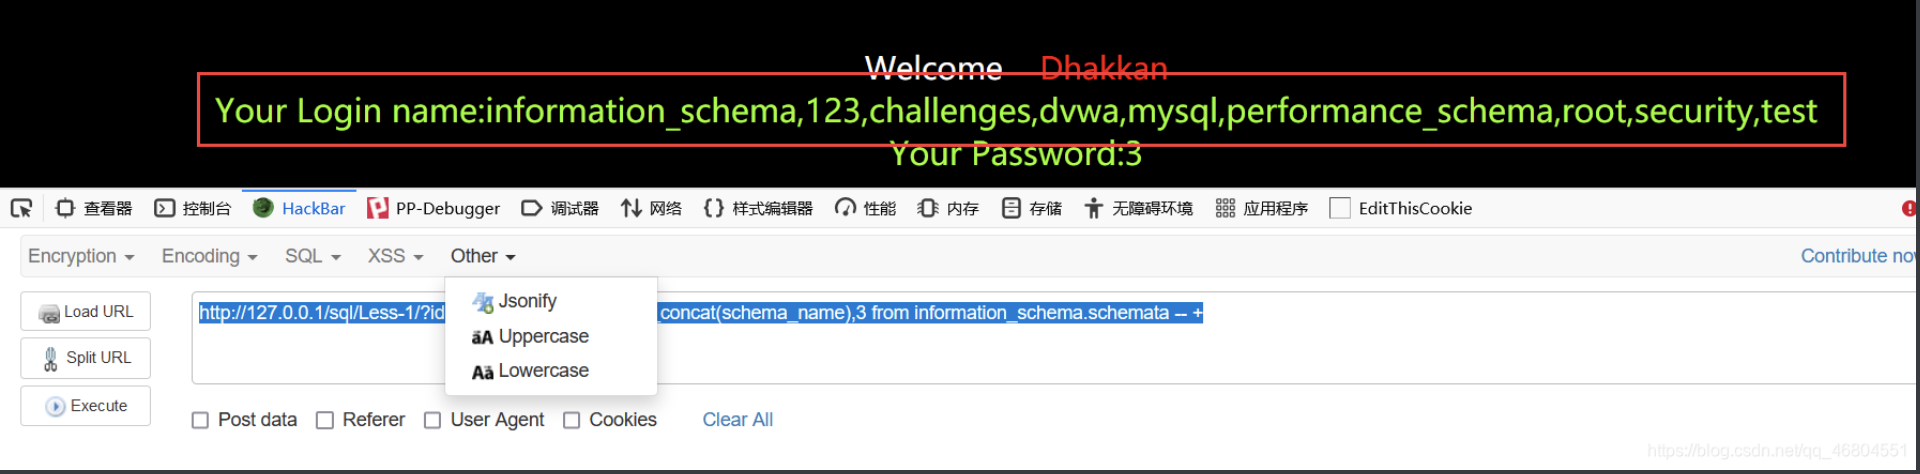 Welcome Dhakkan
Your Login name:information_schema,123,challenges,dvwa,mysql,performance_schema,root,security,test
Your Password:3
查看器 控制台 HackBar PP-Debugger 调试器 网络 样式编辑器 性能 内存 存储 无障碍环境 应用程序 EditThisCookie
Encryption Encoding SQL XSS Other Contribute now
Load URL
http://127.0.0.1/sql/Less-1/?id _concat(schema_name),3 from information_schema.schemata -- +
Jsonify
Uppercase
Lowercase
Split URL
Execute
Post data Referer User Agent Cookies Clear All
https://blog.csdn.net/qq_46804551